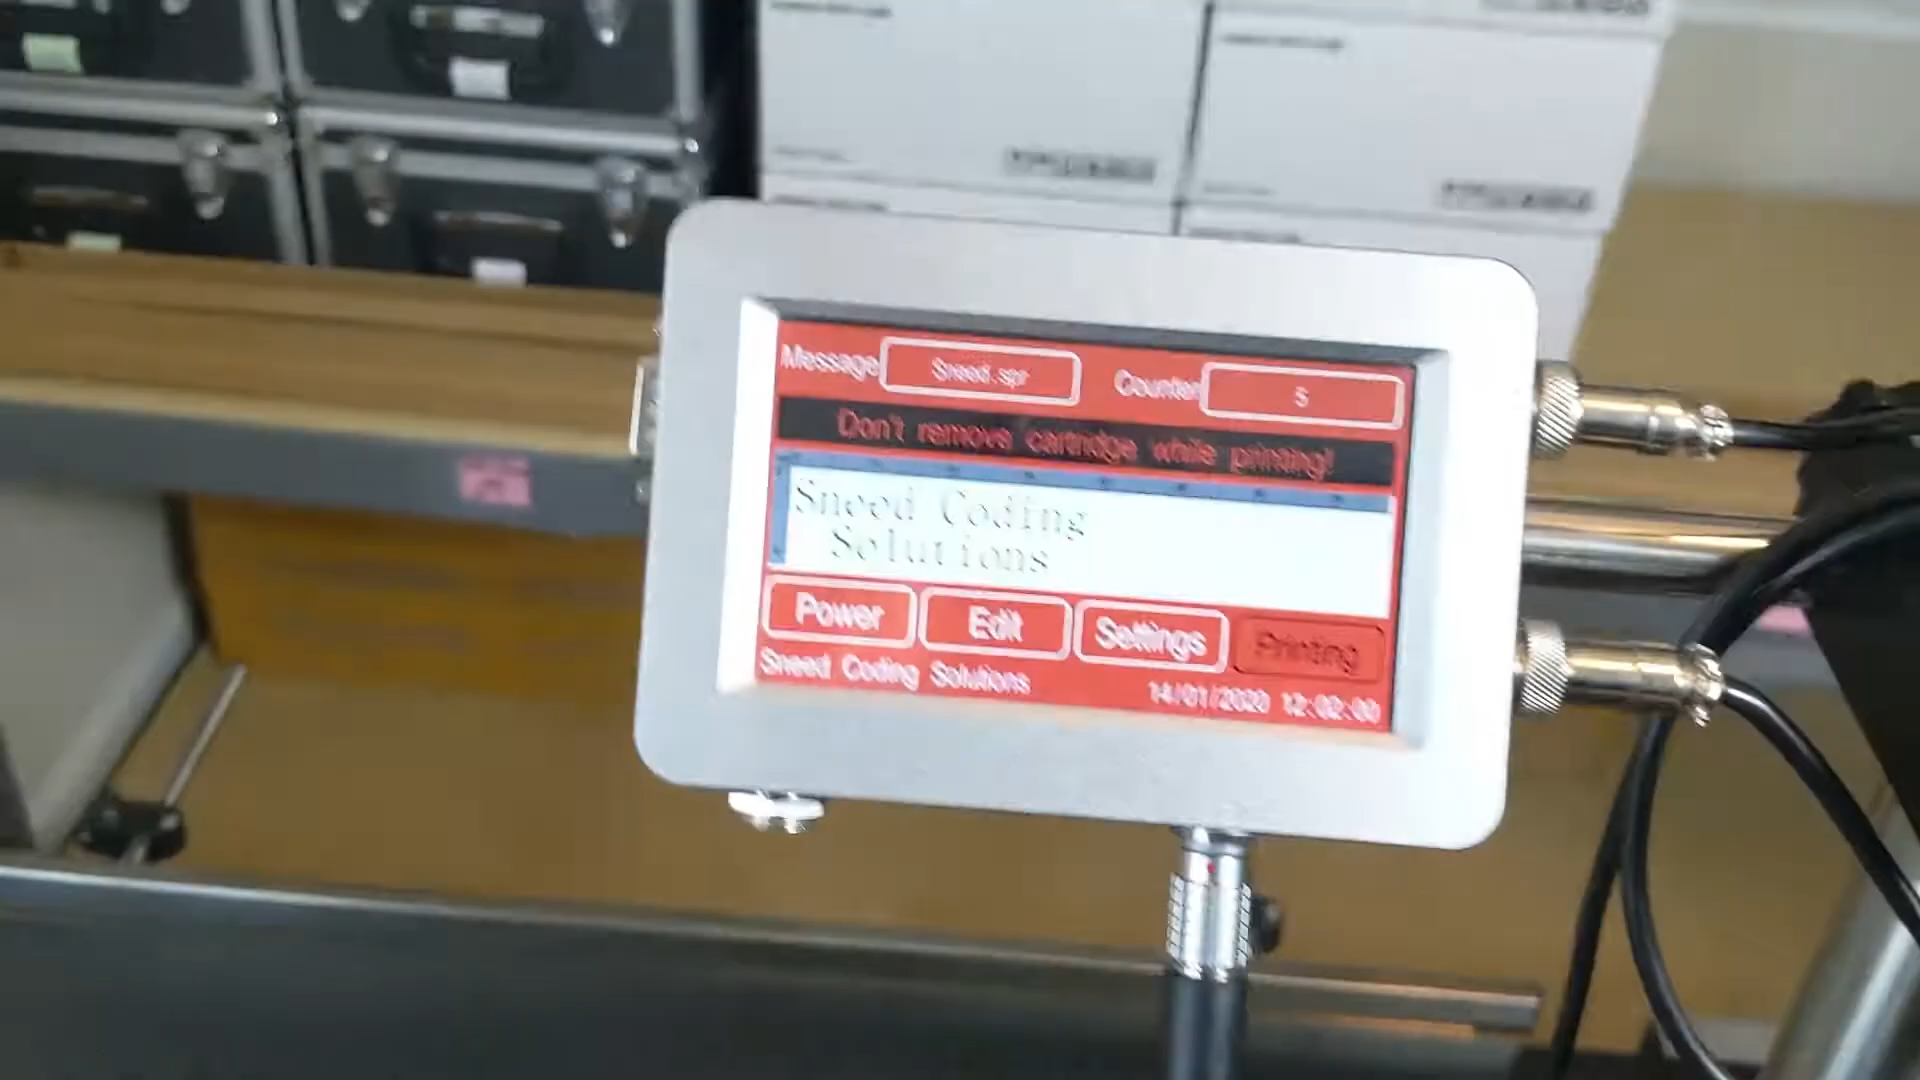 Message Sneed.spr Counter 5
Don't remove cartridge while printing!
Sneed Coding
Solutions
Power Edit Settings Printing
Sneed Coding Solutions 14/01/2020 12:02:00